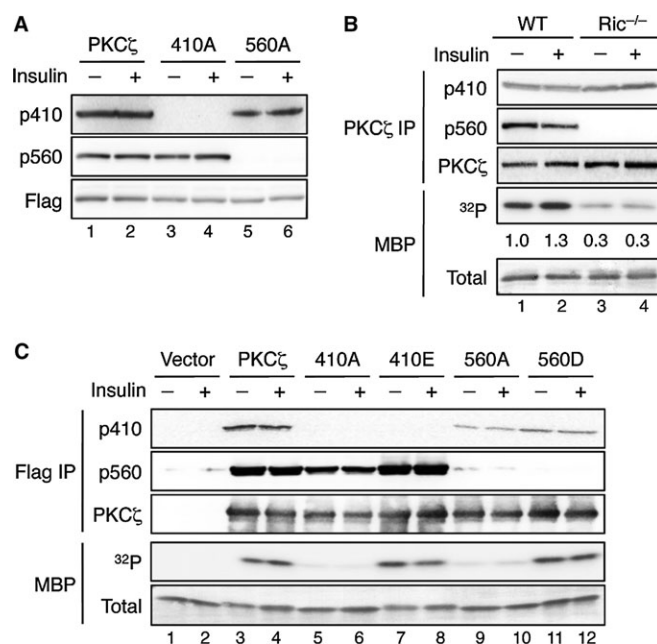 A
PKCζ 410A 560A
Insulin – + – + – +
p410
p560
Flag
1 2 3 4 5 6
B
WT Ric–/–
Insulin – + – +
PKCζ IP
p410
p560
PKCζ
MBP
32P
1.0 1.3 0.3 0.3
Total
1 2 3 4
C
Vector PKCζ 410A 410E 560A 560D
Insulin – + – + – + – + – + – +
Flag IP
p410
p560
PKCζ
MBP
32P
Total
1 2 3 4 5 6 7 8 9 10 11 12